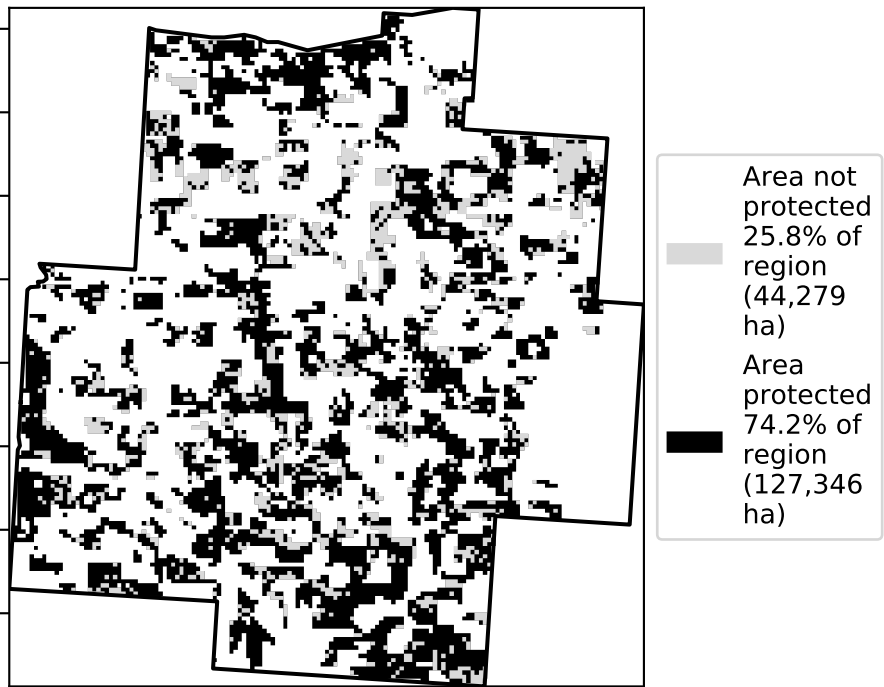 Area not
protected
25.8% of
region
(44,279
ha)
Area
protected
74.2% of
region
(127,346
ha)